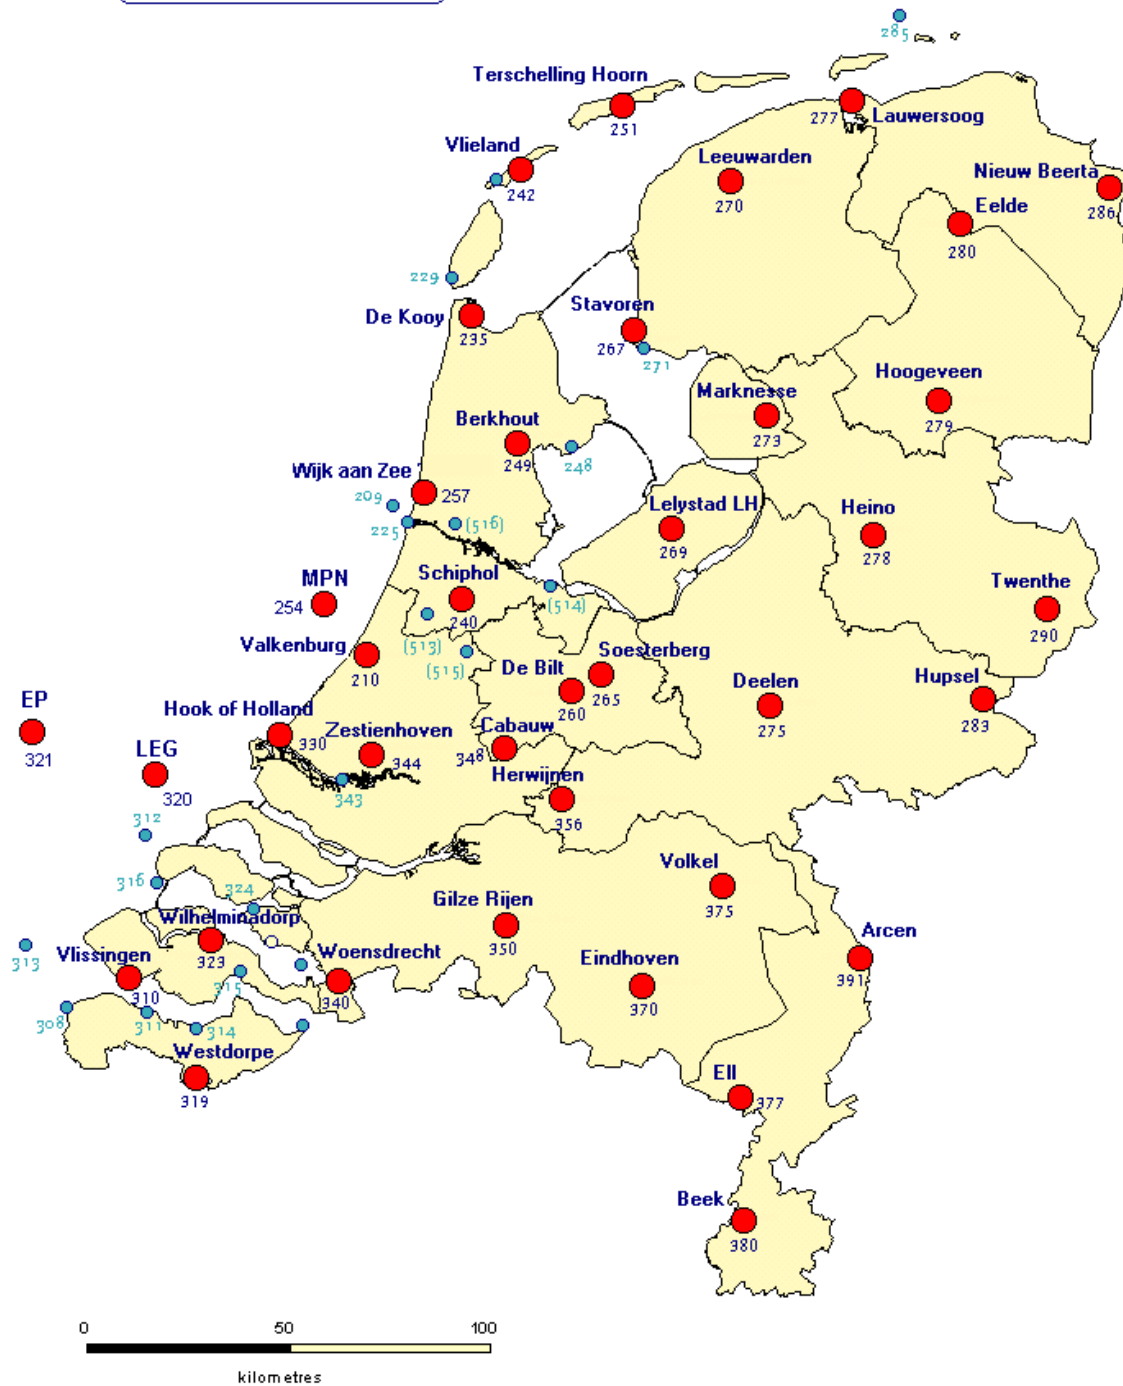 285
Terschelling Hoorn
251
277
Lauwersoog
Vlieland
242
Leeuwarden
270
Nieuw Beerta
286
Eelde
280
229
De Kooy
235
Stavoren
267
271
Hoogeveen
279
Marknesse
273
Berkhout
249
248
Wijk aan Zee
257
209
225
(516)
Lelystad LH
269
Heino
278
MPN
254
Schiphol
240
(514)
(513)
(515)
Twenthe
290
Valkenburg
210
De Bilt
260
Soesterberg
265
Deelen
275
Hupsel
283
EP
321
Hook of Holland
330
LEG
320
Zestienhoven
344
343
Cabauw
348
Herwijnen
356
312
316
324
Volkel
375
Gilze Rijen
350
Wilhelminadorp
323
313
Vlissingen
310
315
Woensdrecht
340
Eindhoven
370
Arcen
391
308
311
314
Westdorpe
319
Ell
377
Beek
380
0 50 100
kilometres